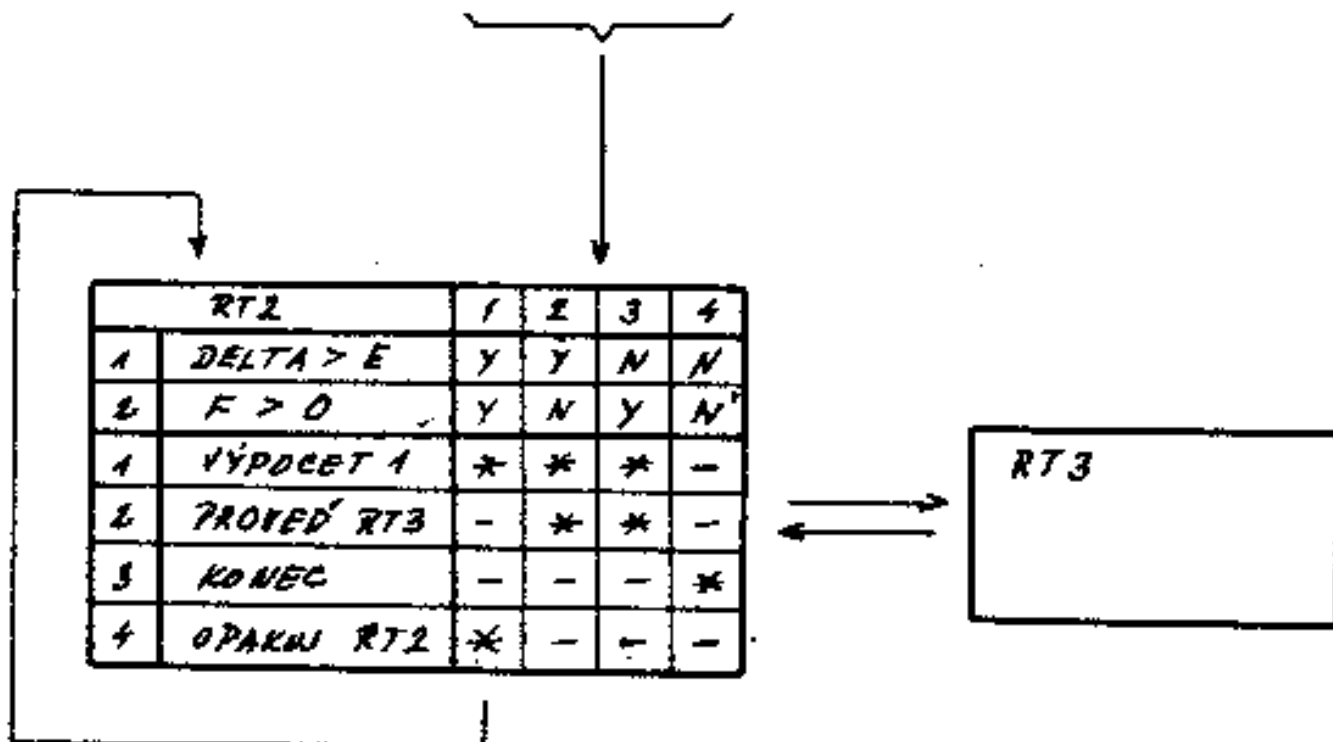 RT2 1 2 3 4
1 DELTA > E Y Y N N
2 F > 0 Y N Y N
1 VÝPOCET 1 * * * -
2 PROVEĎ RT3 - * * -
3 KONEC - - - *
4 OPAKUJ RT2 * - - -
RT3